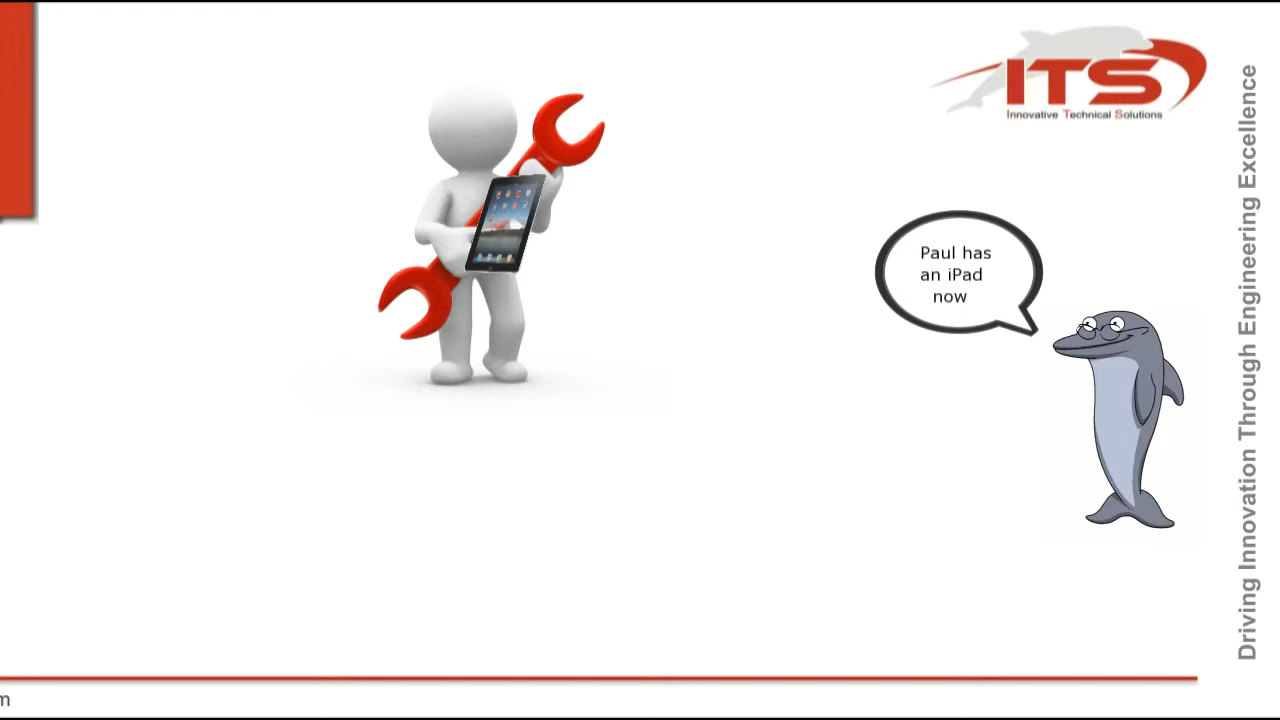 ITS
Innovative Technical Solutions
Paul has
an iPad
now
Driving Innovation Through Engineering Excellence
m